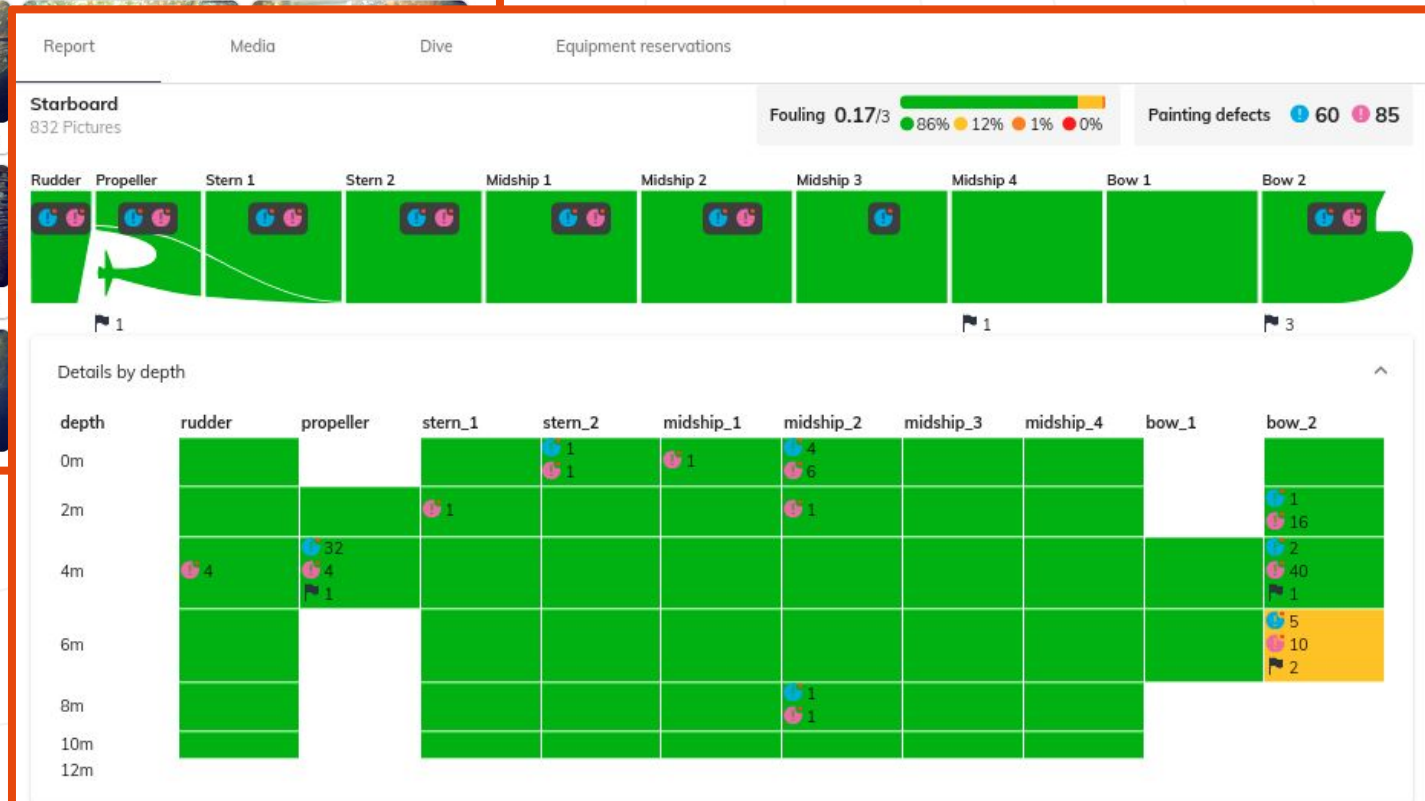 Report Media Dive Equipment reservations
Starboard
832 Pictures
Fouling 0.17/3
86% 12% 1% 0%
Painting defects 60 85
Rudder Propeller Stern 1 Stern 2 Midship 1 Midship 2 Midship 3 Midship 4 Bow 1 Bow 2
1 1 3
Details by depth
depth rudder propeller stern_1 stern_2 midship_1 midship_2 midship_3 midship_4 bow_1 bow_2
0m
1
1
1
4
6
2m
1
1
1
16
4m
4
32
4
1
2
40
1
6m
5
10
2
8m
1
1
10m
12m